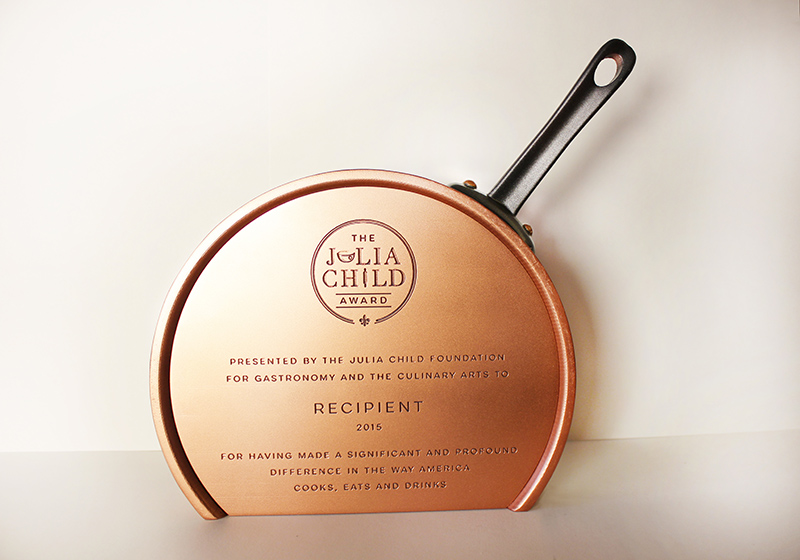 THE
JULIA
CHILD
AWARD
PRESENTED BY THE JULIA CHILD FOUNDATION
FOR GASTRONOMY AND THE CULINARY ARTS TO
RECIPIENT
2015
FOR HAVING MADE A SIGNIFICANT AND PROFOUND
DIFFERENCE IN THE WAY AMERICA
COOKS, EATS AND DRINKS